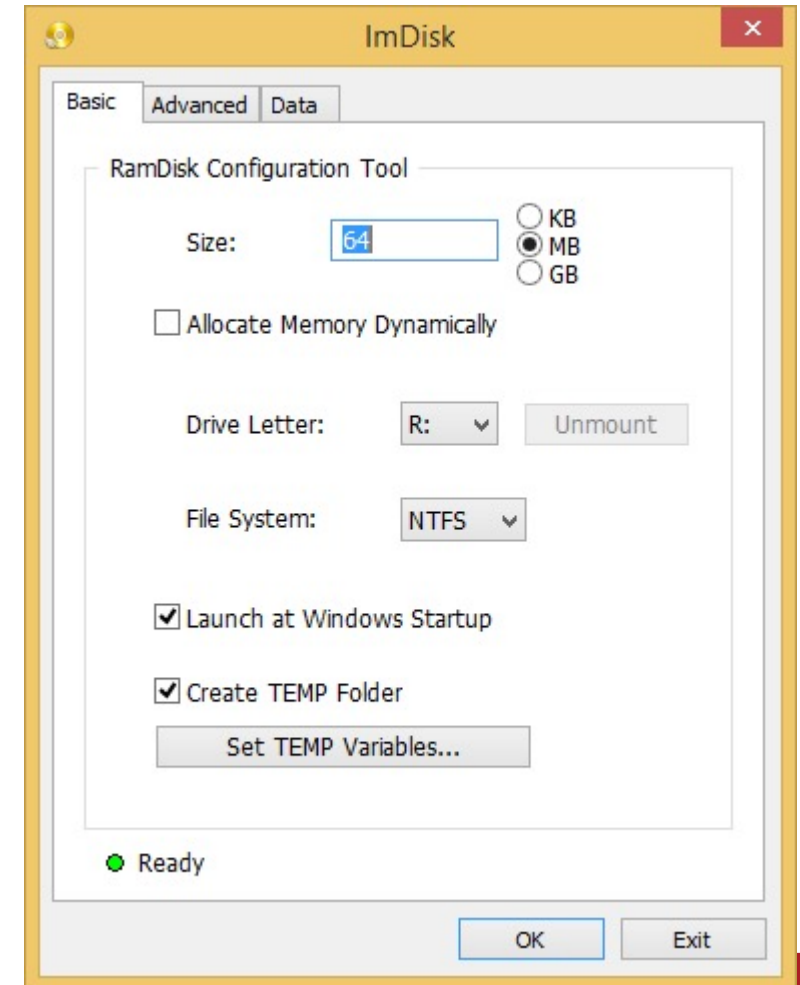 ImDisk
Basic Advanced Data
RamDisk Configuration Tool
KB
Size: 64 MB
GB
Allocate Memory Dynamically
Drive Letter: R: Unmount
File System: NTFS
Launch at Windows Startup
Create TEMP Folder
Set TEMP Variables...
Ready
OK Exit